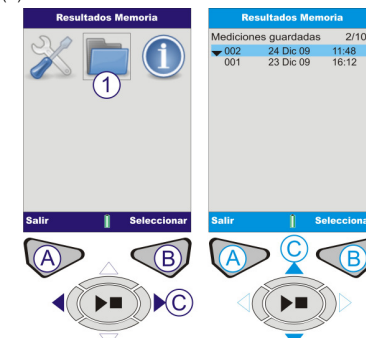 Resultados Memoria
1
Salir Seleccionar
A
B
C
Resultados Memoria
Mediciones guardadas 2/10
002 24 Dic 09 11:48
001 23 Dic 09 16:12
Salir
A
C
B